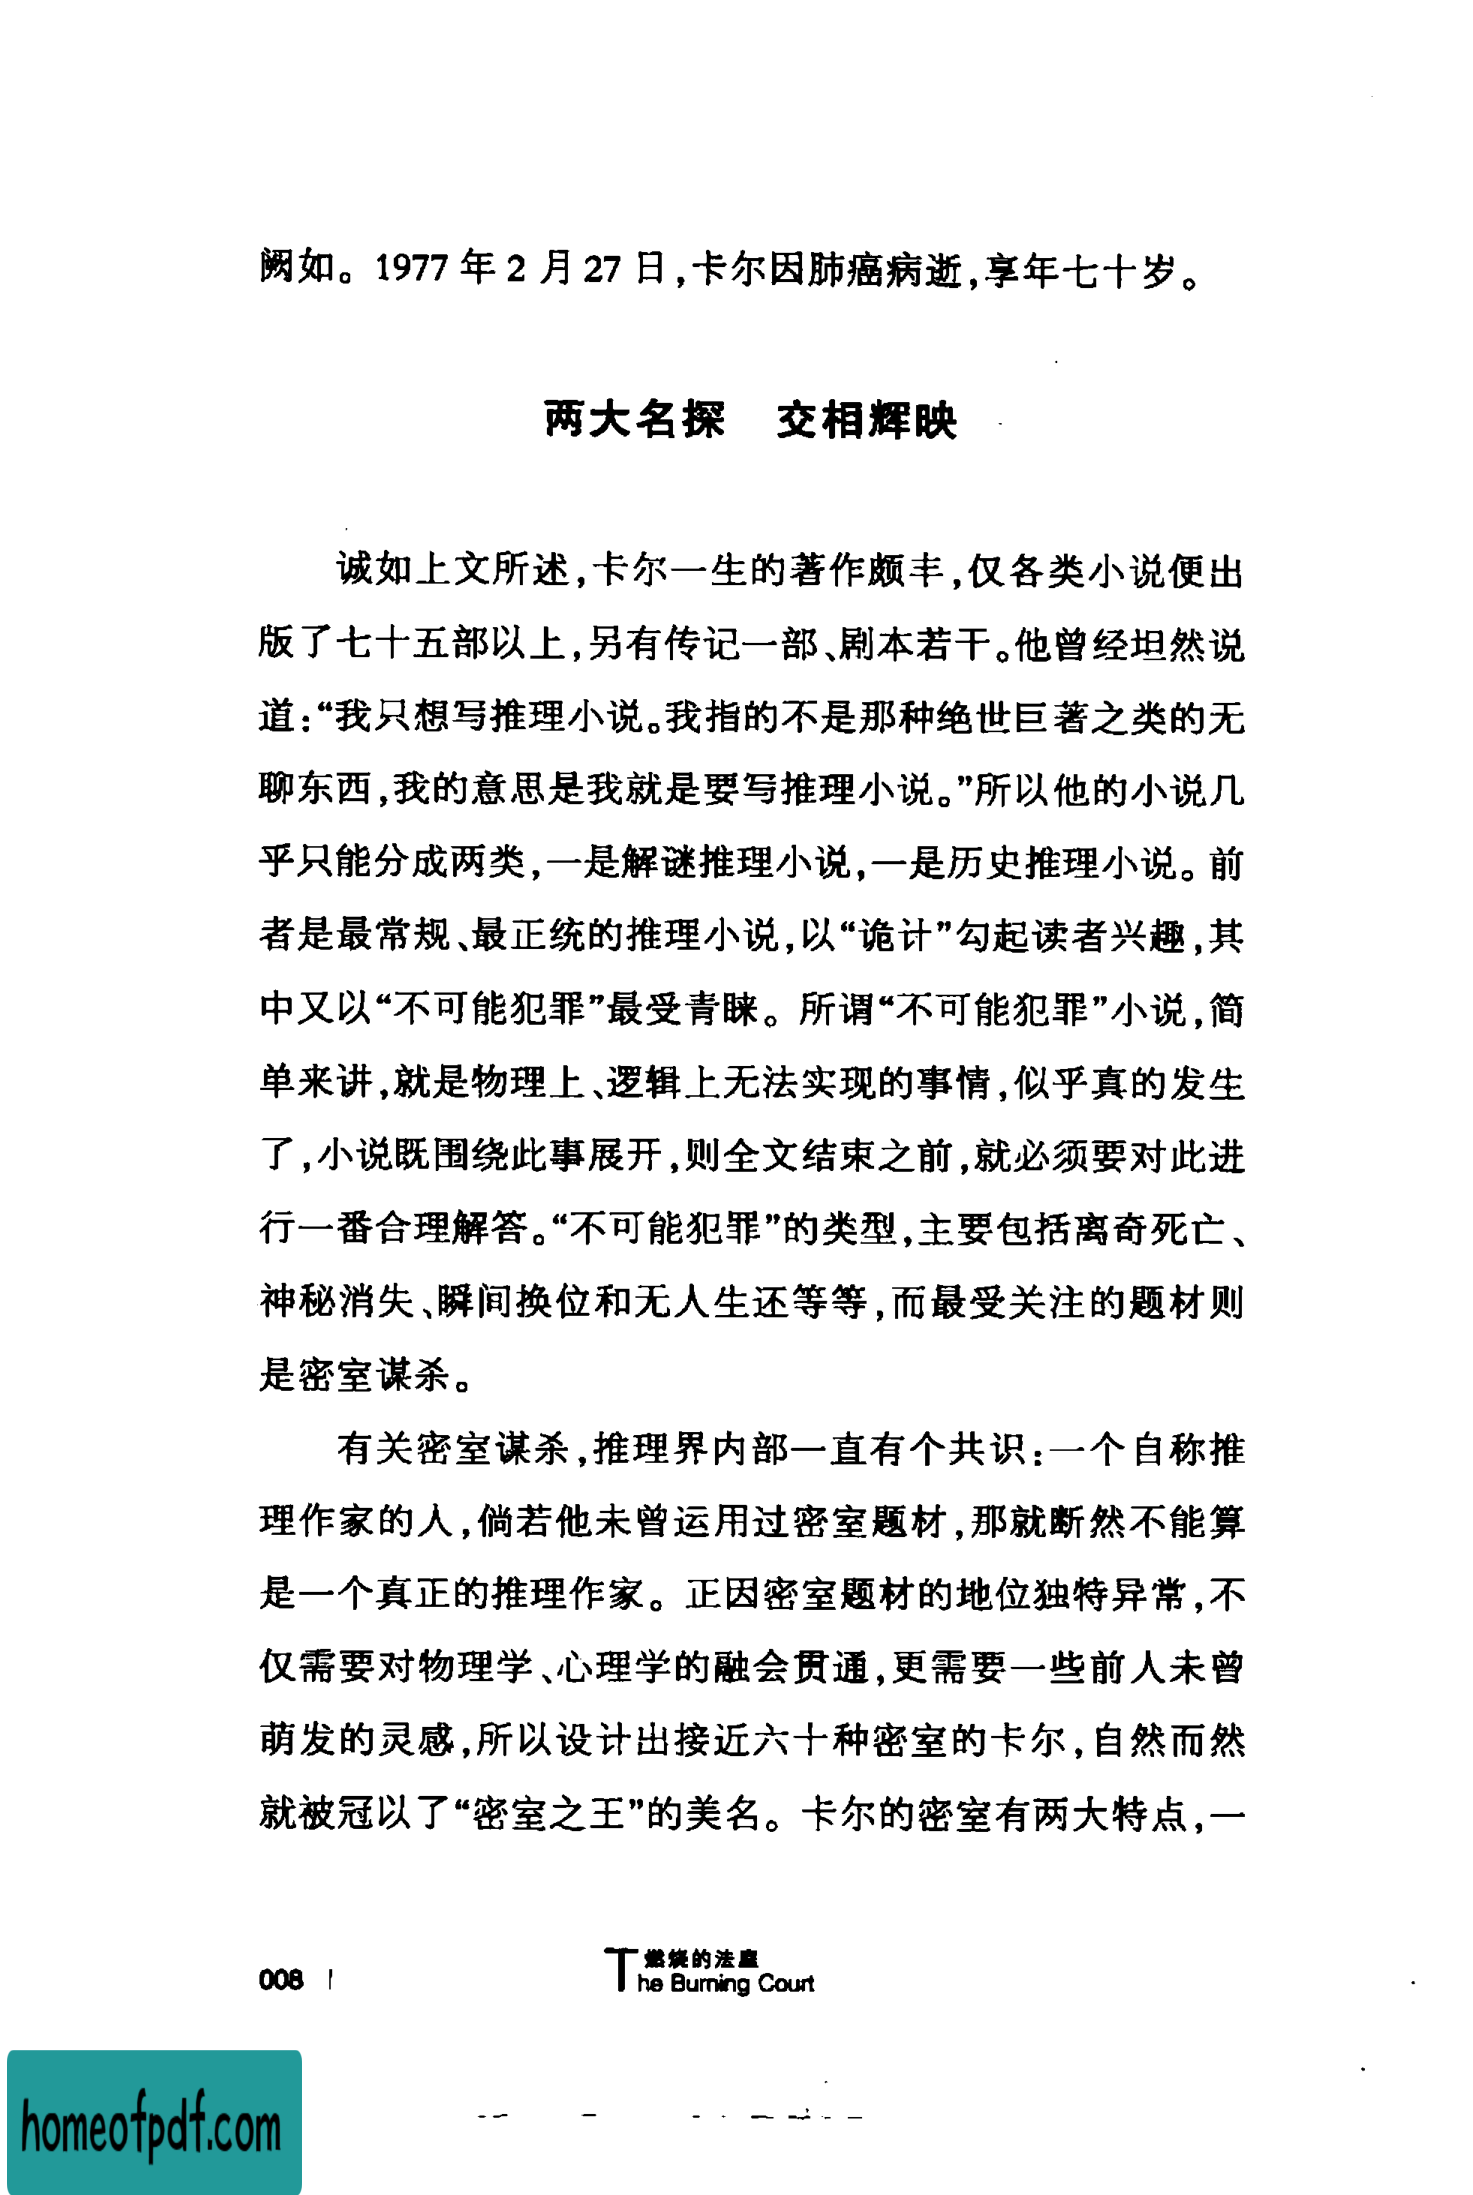 阙如。1977 年 2 月 27 日,卡尔因肺癌病逝,享年七十岁。
两大名探　交相辉映
诚如上文所述,卡尔一生的著作颇丰,仅各类小说便出
版了七十五部以上,另有传记一部、剧本若干。他曾经坦然说
道:“我只想写推理小说。我指的不是那种绝世巨著之类的无
聊东西,我的意思是我就是要写推理小说。”所以他的小说几
乎只能分成两类,一是解谜推理小说,一是历史推理小说。前
者是最常规、最正统的推理小说,以“诡计”勾起读者兴趣,其
中又以“不可能犯罪”最受青睐。所谓“不可能犯罪”小说,简
单来讲,就是物理上、逻辑上无法实现的事情,似乎真的发生
了,小说既围绕此事展开,则全文结束之前,就必须要对此进
行一番合理解答。“不可能犯罪”的类型,主要包括离奇死亡、
神秘消失、瞬间换位和无人生还等等,而最受关注的题材则
是密室谋杀。
有关密室谋杀,推理界内部一直有个共识:一个自称推
理作家的人,倘若他未曾运用过密室题材,那就断然不能算
是一个真正的推理作家。正因密室题材的地位独特异常,不
仅需要对物理学、心理学的融会贯通,更需要一些前人未曾
萌发的灵感,所以设计出接近六十种密室的卡尔,自然而然
就被冠以了“密室之王”的美名。卡尔的密室有两大特点,一
008 |
燃烧的法庭
The Burning Court
homeofpdf.com